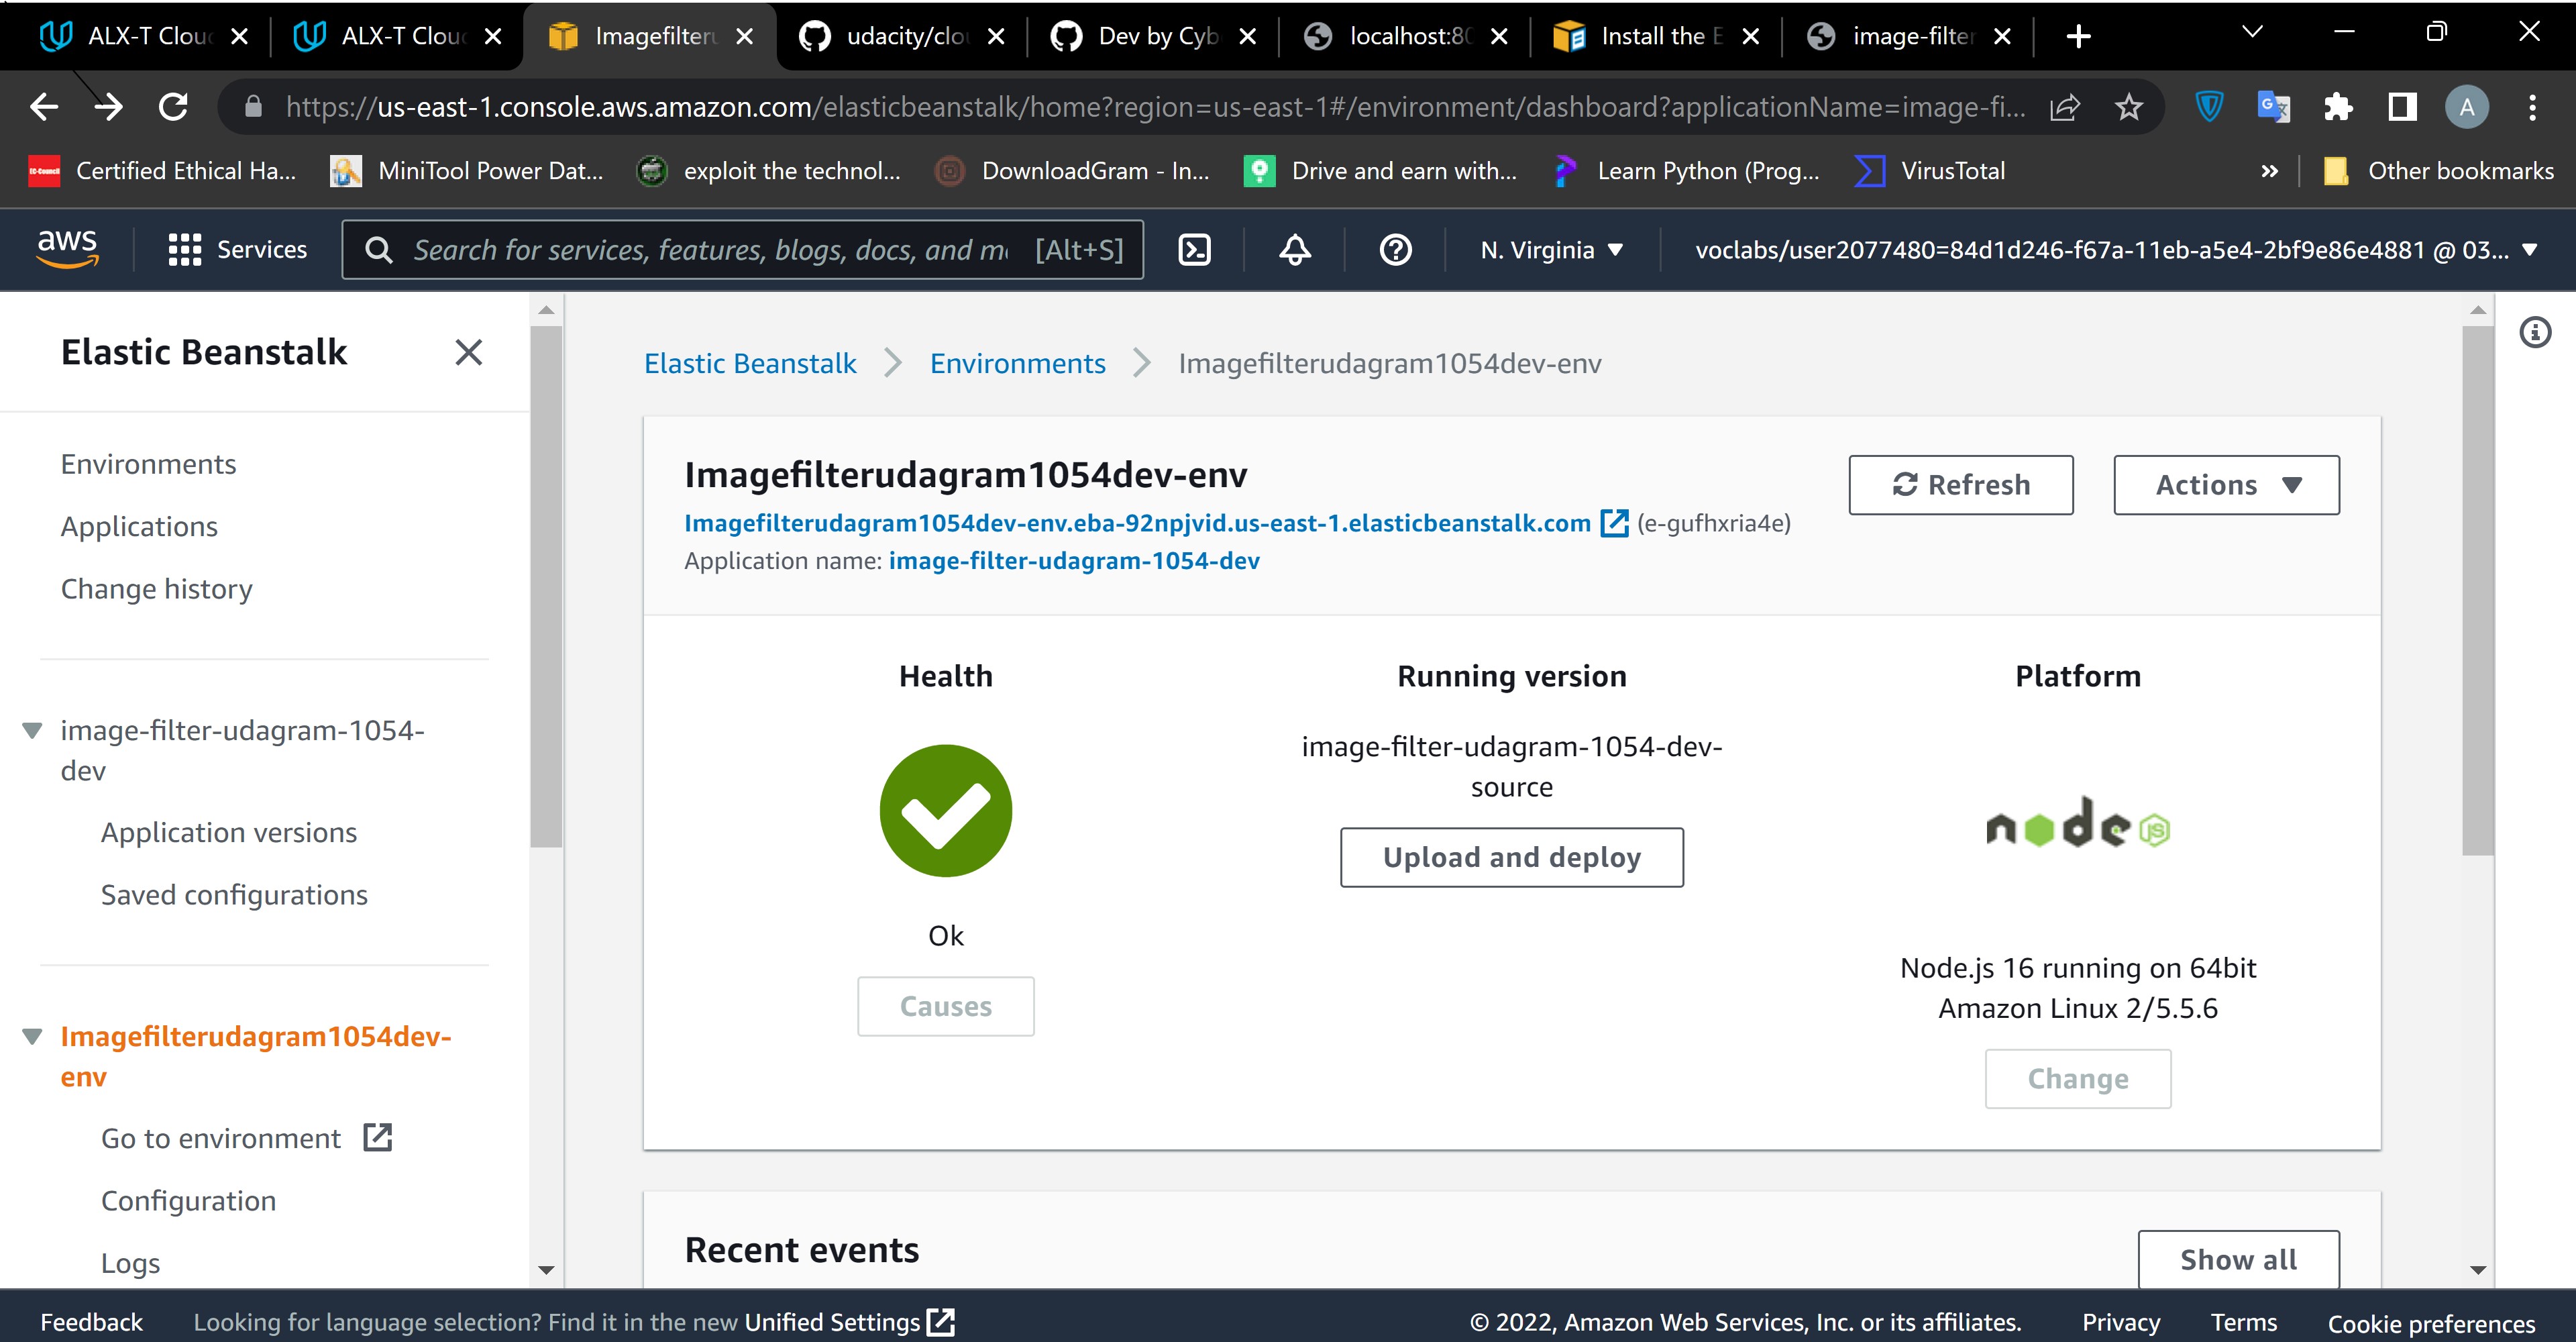 ALX-T Clou
ALX-T Clou
Imagefilteru
udacity/clo
Dev by Cyb
localhost:80
Install the E
image-filter
https://us-east-1.console.aws.amazon.com/elasticbeanstalk/home?region=us-east-1#/environment/dashboard?applicationName=image-fi...
A
Certified Ethical Ha...
MiniTool Power Dat...
exploit the technol...
DownloadGram - In...
Drive and earn with...
Learn Python (Prog...
VirusTotal
»
Other bookmarks
aws
Services
Search for services, features, blogs, docs, and m
[Alt+S]
N. Virginia
voclabs/user2077480=84d1d246-f67a-11eb-a5e4-2bf9e86e4881 @ 03...
Elastic Beanstalk
Environments
Applications
Change history
image-filter-udagram-1054-
dev
Application versions
Saved configurations
Imagefilterudagram1054dev-
env
Go to environment
Configuration
Logs
Elastic Beanstalk > Environments > Imagefilterudagram1054dev-env
Imagefilterudagram1054dev-env
Imagefilterudagram1054dev-env.eba-92npjvid.us-east-1.elasticbeanstalk.com (e-gufhxria4e)
Application name: image-filter-udagram-1054-dev
Refresh
Actions
Health
Ok
Causes
Running version
image-filter-udagram-1054-dev-
source
Upload and deploy
Platform
node JS
Node.js 16 running on 64bit
Amazon Linux 2/5.5.6
Change
Recent events
Show all
Feedback
Looking for language selection? Find it in the new Unified Settings
© 2022, Amazon Web Services, Inc. or its affiliates.
Privacy
Terms
Cookie preferences